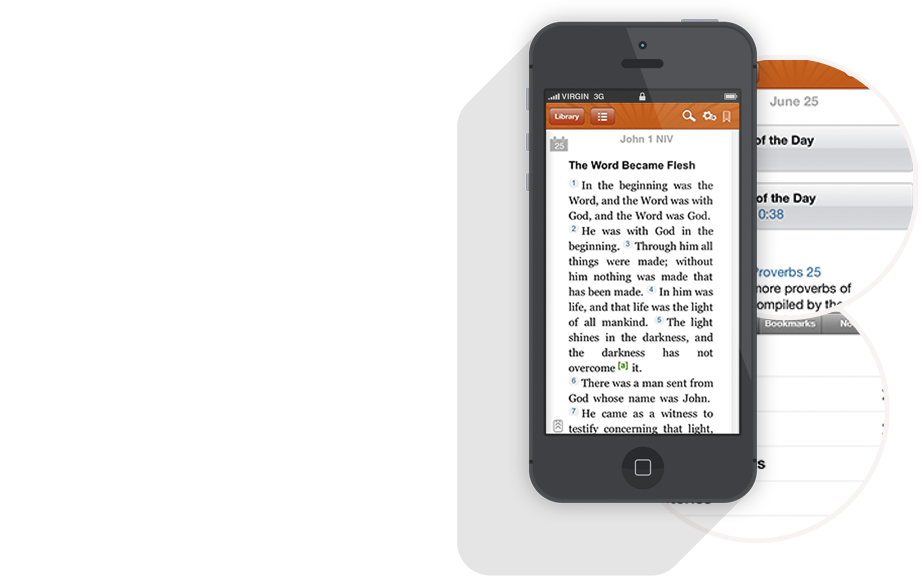 VIRGIN 3G
Library
25
John 1 NIV
The Word Became Flesh
1 In the beginning was the
Word, and the Word was with
God, and the Word was God.
2 He was with God in the
beginning. 3 Through him all
things were made; without
him nothing was made that
has been made. 4 In him was
life, and that life was the light
of all mankind. 5 The light
shines in the darkness, and
the darkness has not
overcome [a] it.
6 There was a man sent from
God whose name was John.
7 He came as a witness to
testify concerning that light,
June 25
of the Day
of the Day
0:38
Proverbs 25
more proverbs of
ompiled by the
Bookmarks No
s